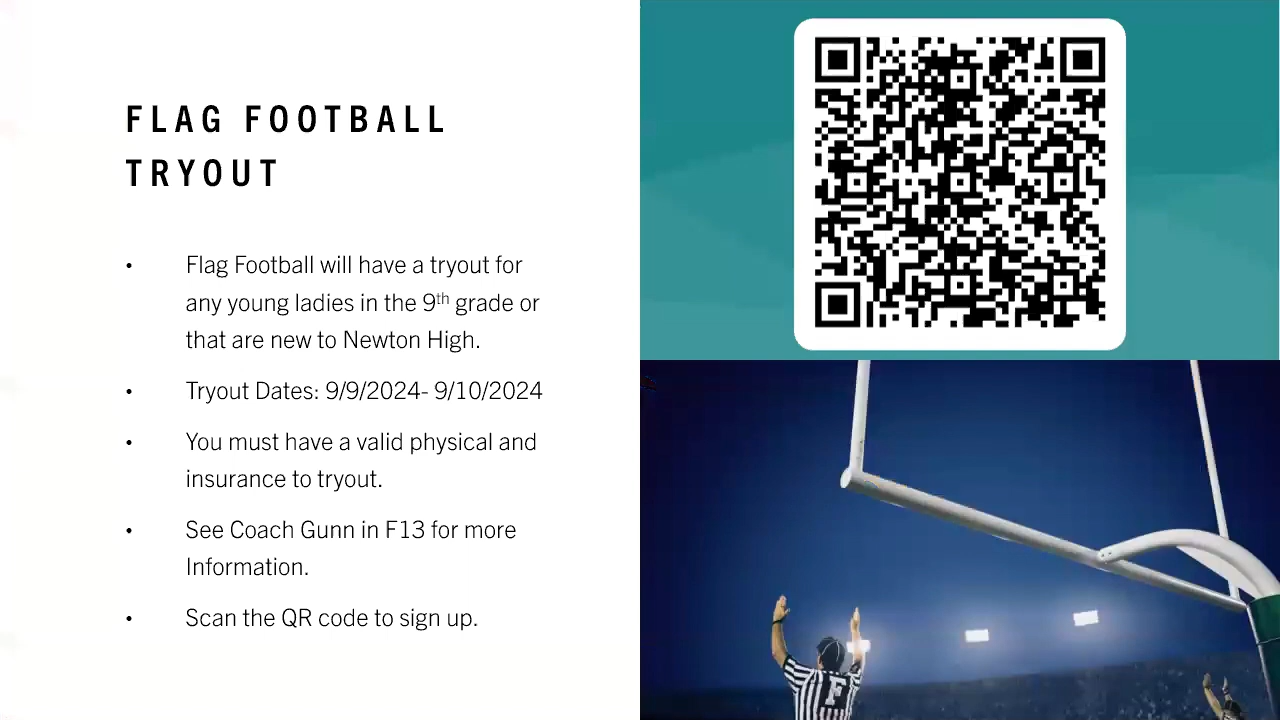 FLAG FOOTBALL
TRYOUT
• Flag Football will have a tryout for
any young ladies in the 9th grade or
that are new to Newton High.
• Tryout Dates: 9/9/2024- 9/10/2024
• You must have a valid physical and
insurance to tryout.
• See Coach Gunn in F13 for more
Information.
• Scan the QR code to sign up.
F